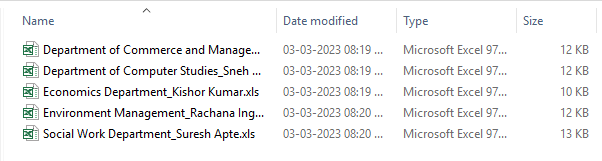 Name Date modified Type Size
Department of Commerce and Manage... 03-03-2023 08:19 ... Microsoft Excel 97... 12 KB
Department of Computer Studies_Sneh ... 03-03-2023 08:19 ... Microsoft Excel 97... 12 KB
Economics Department_Kishor Kumar.xls 03-03-2023 08:19 ... Microsoft Excel 97... 10 KB
Environment Management_Rachana Ing... 03-03-2023 08:20 ... Microsoft Excel 97... 12 KB
Social Work Department_Suresh Apte.xls 03-03-2023 08:20 ... Microsoft Excel 97... 13 KB